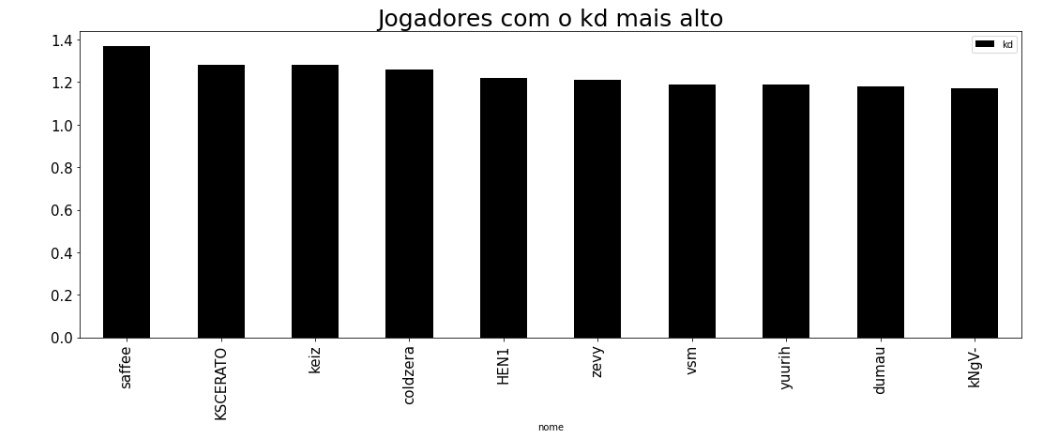 Jogadores com o kd mais alto
kd
1.4
1.2
1.0
0.8
0.6
0.4
0.2
0.0
saffee
KSCERATO
keiz
coldzera
HEN1
zevy
vsm
yuurih
dumau
kNgV-
nome